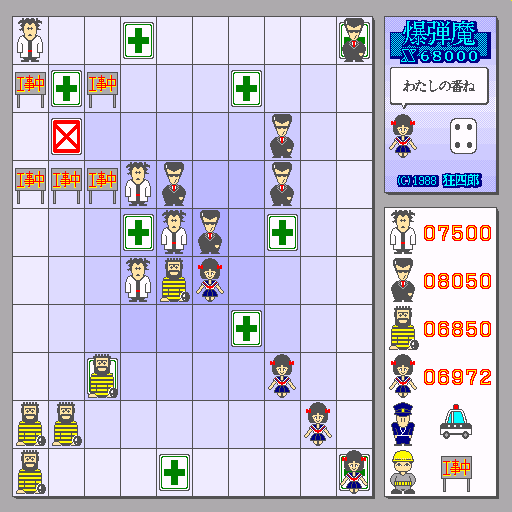 爆弾魔
X68000
わたしの番ね
(C)1988 狂四郎
工事中 工事中
工事中 工事中 工事中
07500
08050
06850
06972
工事中